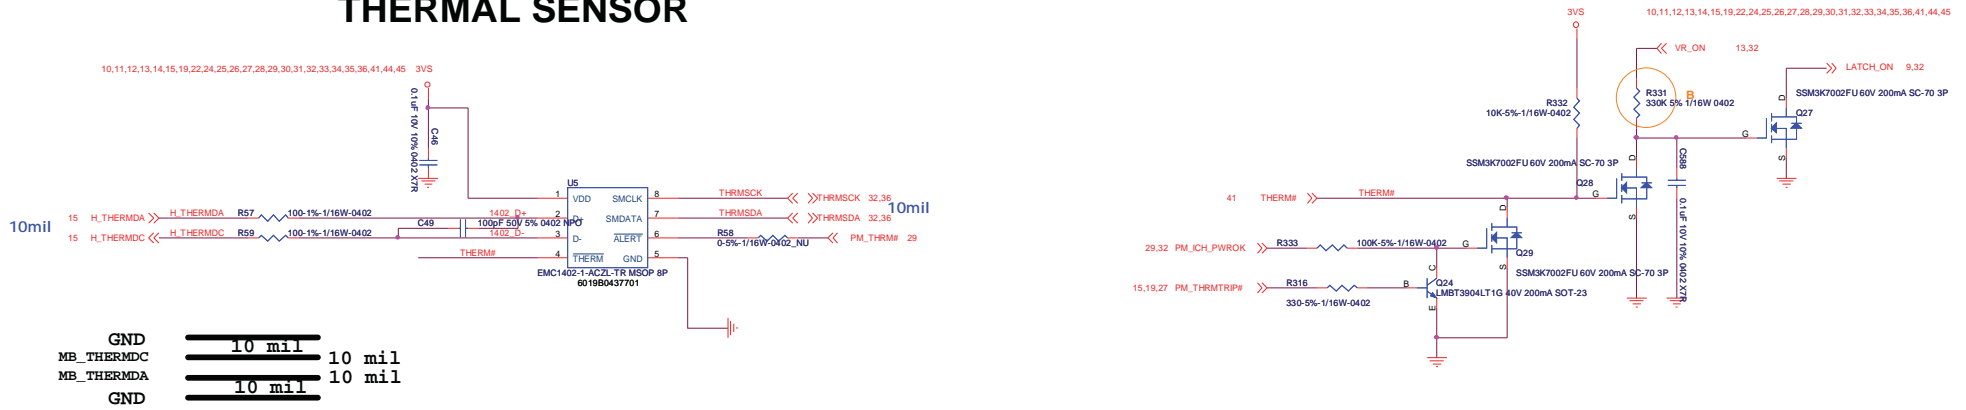 THERMAL SENSOR
10,11,12,13,14,15,19,22,24,25,26,27,28,29,30,31,32,33,34,35,36,41,44,45 3VS
0.1uF 10V 10% 0402 X7R
C46
U5
1 VDD SMCLK 8 THRMSCK THRMSCK 32,36
2 D+ SMDATA 7 THRMSDA THRMSDA 32,36
3 D- ALERT 6 R58 PM_THRM# 29
0-5%-1/16W-0402_NU
4 THERM GND 5
10mil
10mil
15 H_THERMDA H_THERMDA R57 100-1%-1/16W-0402 1402_D+
C49 100pF 50V 5% 0402 NPO
15 H_THERMDC H_THERMDC R59 100-1%-1/16W-0402 1402_D-
THERM#
EMC1402-1-ACZL-TR MSOP 8P
6019B0437701
GND
10 mil
MB_THERMDC 10 mil
MB_THERMDA 10 mil
10 mil
GND
3VS 10,11,12,13,14,15,19,22,24,25,26,27,28,29,30,31,32,33,34,35,36,41,44,45
VR_ON 13,32
LATCH_ON 9,32
R331
330K 5% 1/16W 0402
B
R332
10K-5%-1/16W-0402
SSM3K7002FU 60V 200mA SC-70 3P
D
Q27
G
S
SSM3K7002FU 60V 200mA SC-70 3P
D
Q28
G
S
C588
0.1uF 10V 10% 0402 X7R
41 THERM# THERM#
D
29,32 PM_ICH_PWROK R333 100K-5%-1/16W-0402 G
Q29
S
SSM3K7002FU 60V 200mA SC-70 3P
C
15,19,27 PM_THRMTRIP# R316 B Q24
330-5%-1/16W-0402
LMBT3904LT1G 40V 200mA SOT-23
E